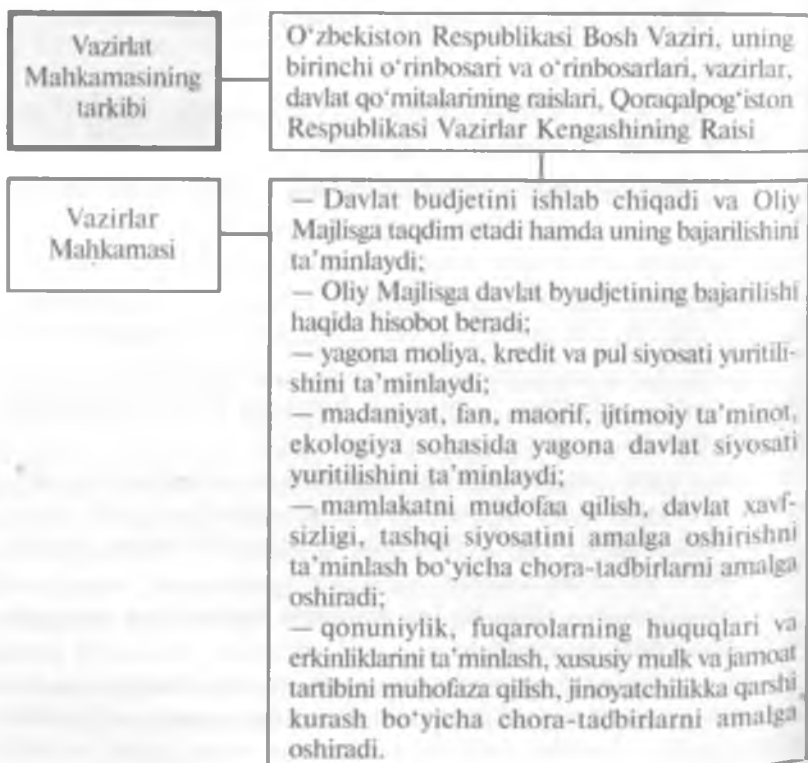 Vazirlat
Mahkamasining
tarkibi
O‘zbekiston Respublikasi Bosh Vaziri, uning
birinchi o‘rinbosari va o‘rinbosarlari, vazirlar,
davlat qo‘mitalarining raislari, Qoraqalpog‘iston
Respublikasi Vazirlar Kengashining Raisi
Vazirlar
Mahkamasi
— Davlat budjetini ishlab chiqadi va Oliy
Majlisga taqdim etadi hamda uning bajarilishini
ta’minlaydi;
— Oliy Majlisga davlat byudjetining bajarilishi
haqida hisobot beradi;
— yagona moliya, kredit va pul siyosati yuritili-
shini ta’minlaydi;
— madaniyat, fan, maorif, ijtimoiy ta’minot,
ekologiya sohasida yagona davlat siyosati
yuritilishini ta’minlaydi;
— mamlakatni mudofaa qilish, davlat xavf-
sizligi, tashqi siyosatini amalga oshirishni
ta’minlash bo‘yicha chora-tadbirlarni amalga
oshiradi;
— qonuniylik, fuqarolarning huquqlari va
erkinliklarini ta’minlash, xususiy mulk va jamoat
tartibini muhofaza qilish, jinoyatchilikka qarshi
kurash bo‘yicha chora-tadbirlarni amalga
oshiradi.